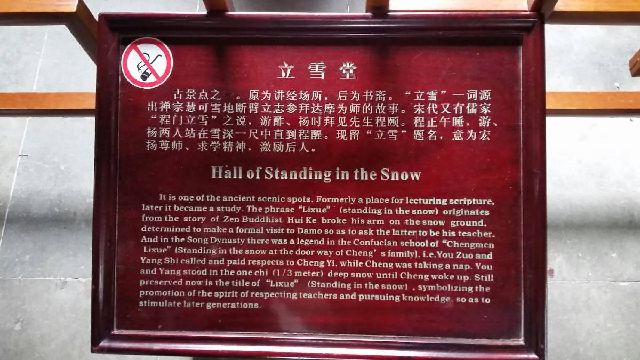 立雪堂
古景点之 。原为讲经场所，后为书斋。“立雪”一词源
出禅宗慧可雪地断臂立志参拜达摩为师的故事。宋代又有儒家
“程门立雪”之说，游酢、杨时拜见先生程颐。程正午睡，游、
杨两人站在雪深一尺中直到程醒。现留“立雪”题名，意为宏
扬尊师、求学精神，激励后人。
Hall of Standing in the Snow
It is one of the ancient scenic spots. Formerly a place for lecturing scripture,
later it became a study. The phrase "Lixue" (standing in the snow) originates
from the story of Zen Buddhist Hui Ke broke his arm on the snow ground,
determined to make a formal visit to Damo so as to ask the latter to be his teacher.
And in the Song Dynasty there was a legend in the Confucian school of "Chengmen
Lixue" (Standing in the snow at the door way of Cheng's family), i.e.You Zuo and
Yang Shi called and paid respects to Cheng Yi, while Cheng was taking a nap. You
and Yang stood in the one chi (1/3 meter) deep snow until Cheng woke up. Still
preserved now is the title of "Lixue" (Standing in the snow), symbolizing the
promotion of the spirit of respecting teachers and pursuing knowledge, so as to
stimulate later generations.